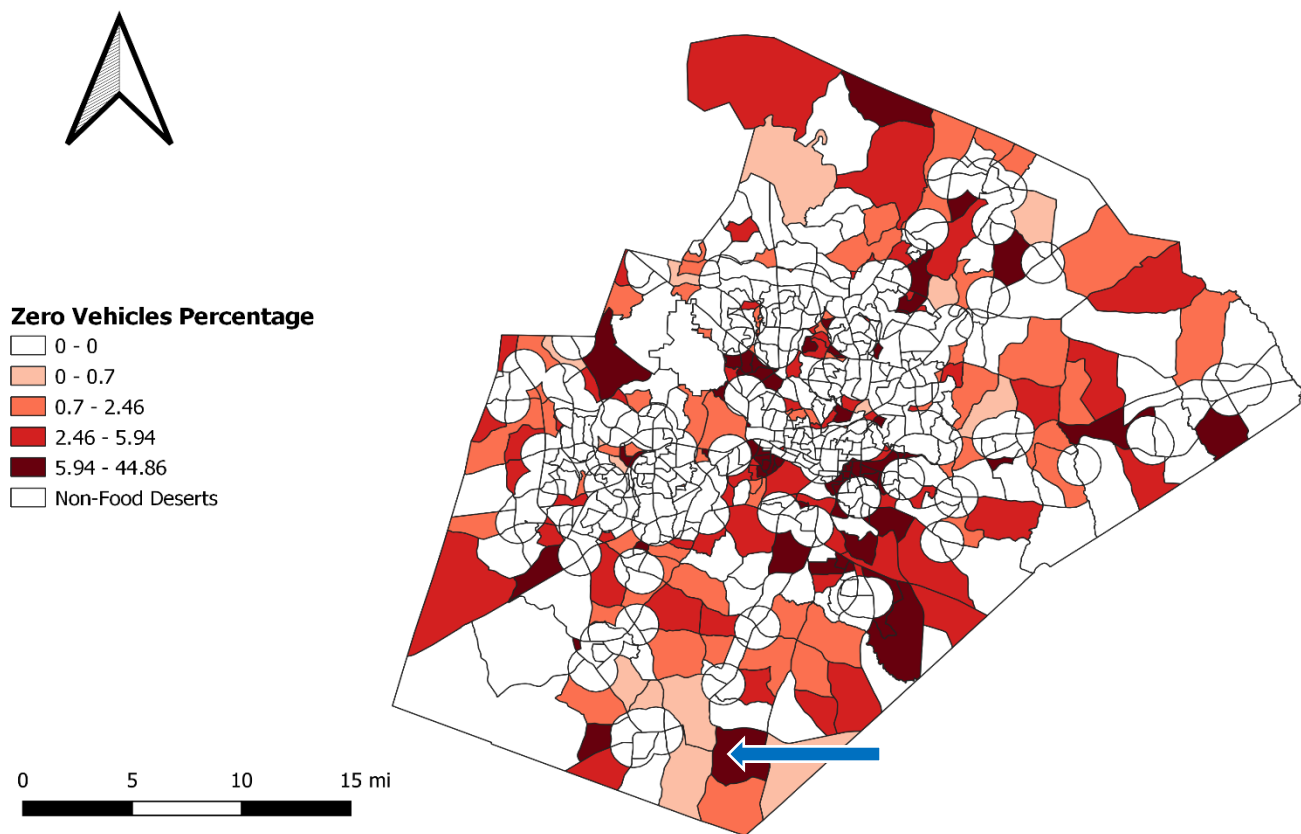 Zero Vehicles Percentage
0 - 0
0 - 0.7
0.7 - 2.46
2.46 - 5.94
5.94 - 44.86
Non-Food Deserts
0 5 10 15 mi